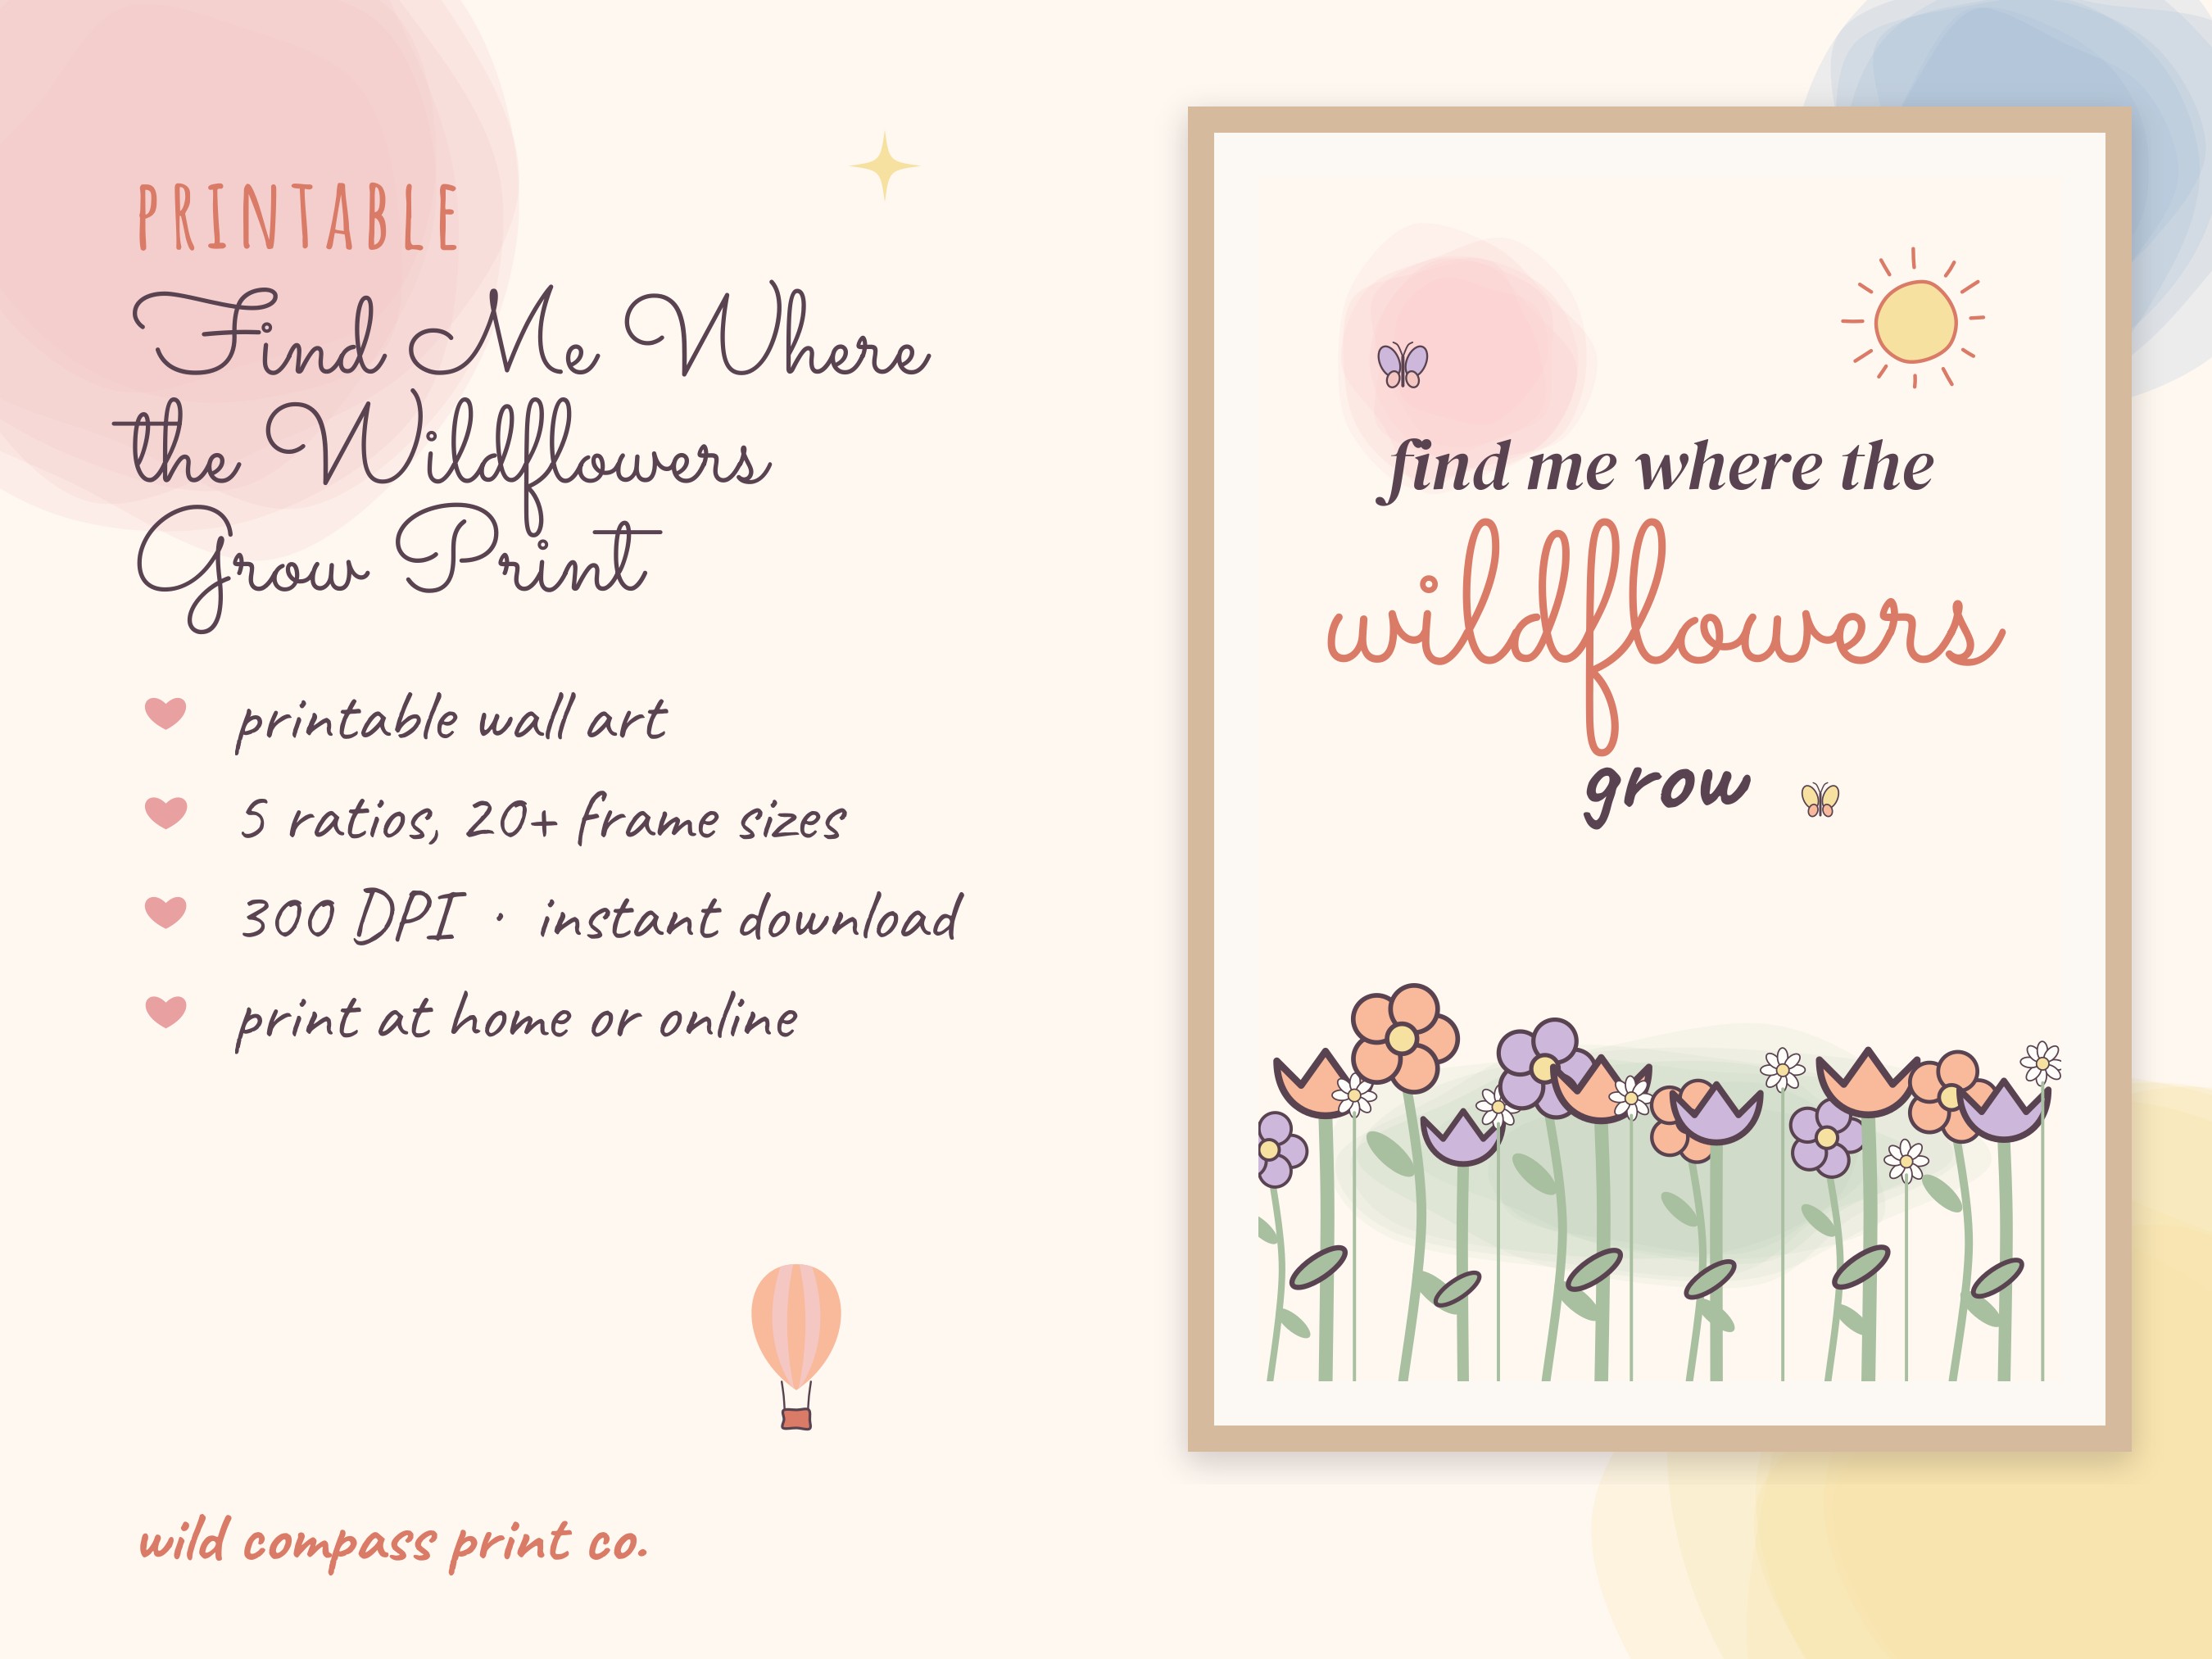 PRINTABLE
Find Me Where
the Wildflowers
Grow Print
printable wall art
5 ratios, 20+ frame sizes
300 DPI · instant download
print at home or online
wild compass print co.
find me where the
wildflowers
grow